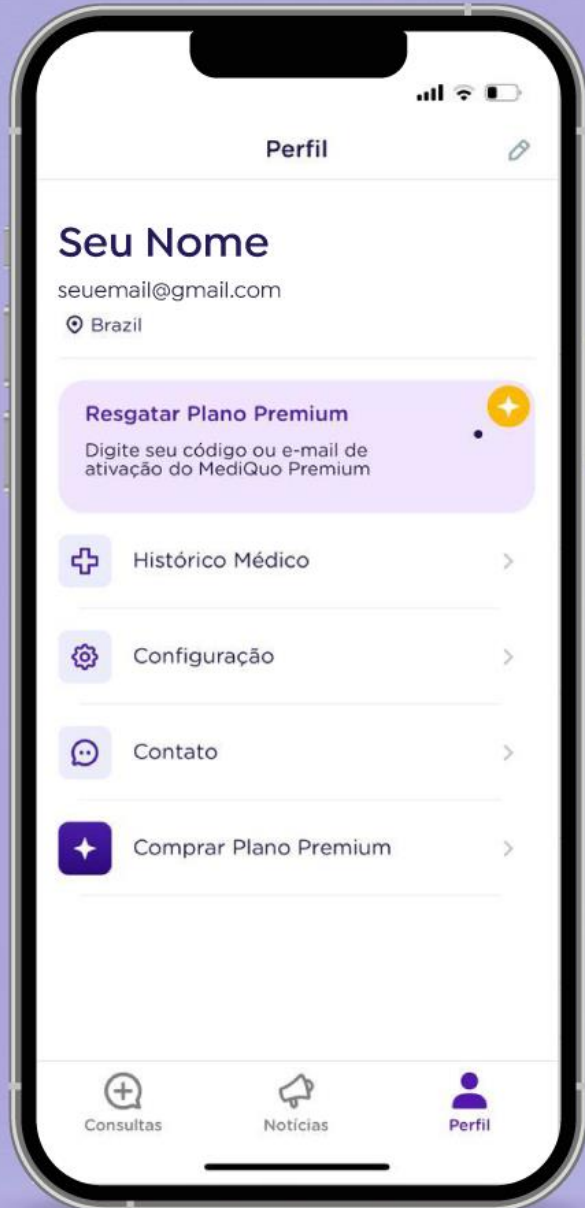 Perfil
Seu Nome
seuemail@gmail.com
Brazil
Resgatar Plano Premium
Digite seu código ou e-mail de
ativação do MediQuo Premium
Histórico Médico
Configuração
Contato
Comprar Plano Premium
Consultas
Notícias
Perfil